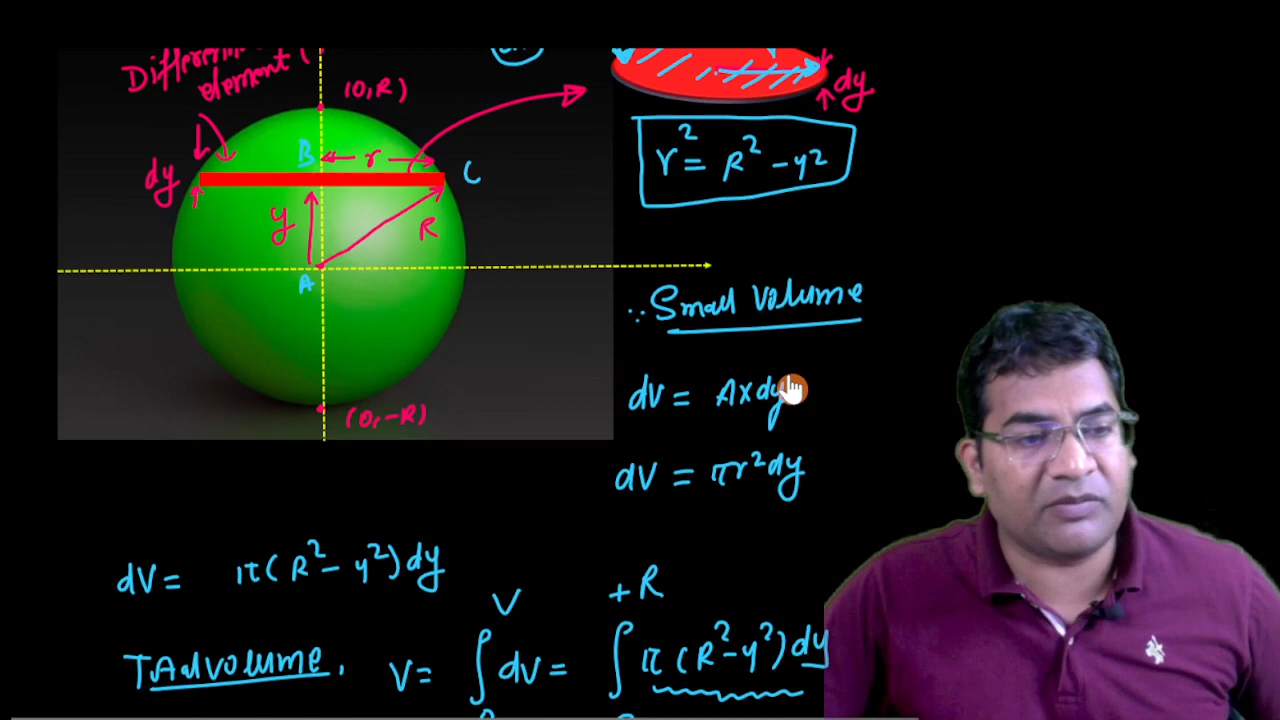 Differen
element (
(0,R)
dy
r² = R² - y²
B
r
C
dy
y
R
A
∵ Small Volume
dV = A×dy
(0,-R)
dV = πr²dy
dV = π(R² - y²)dy
V
+R
volume.
V = ∫dV = ∫π(R²-y²)dy